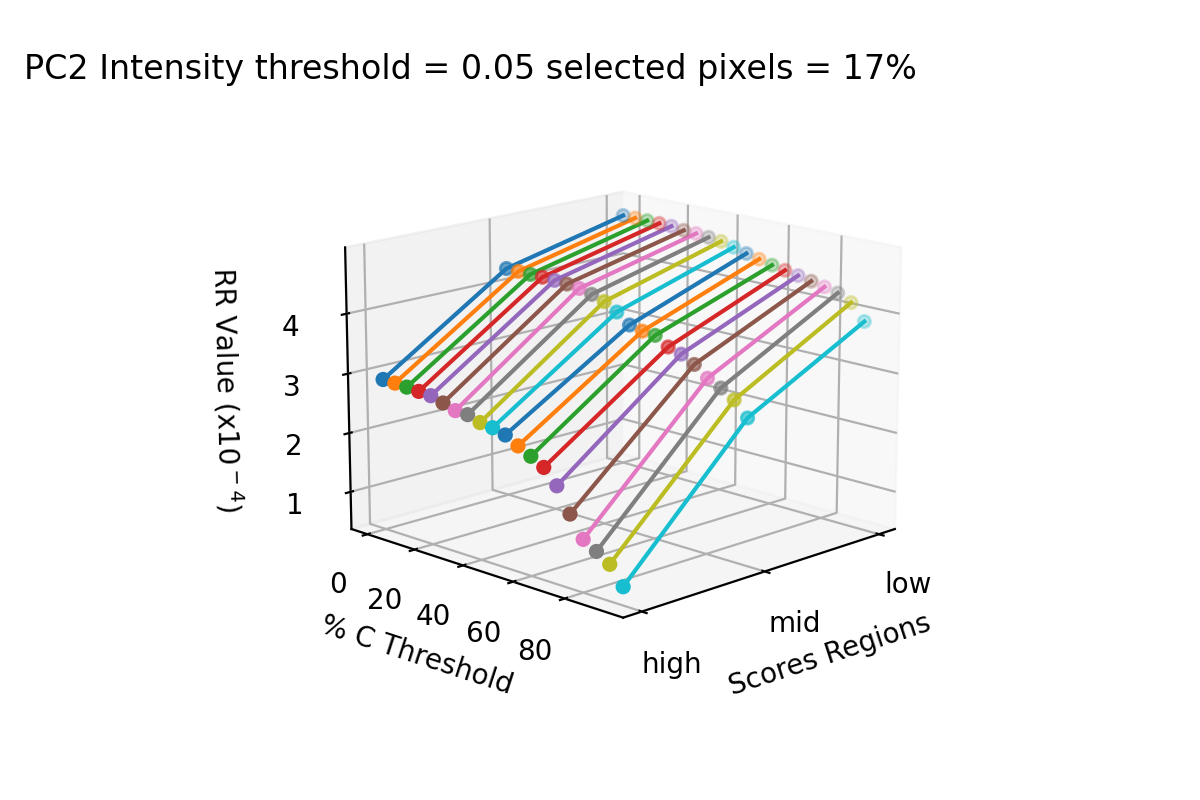 PC2 Intensity threshold = 0.05 selected pixels = 17%
RR Value (x10⁻⁴)
4
3
2
1
0
20
40
60
80
% C Threshold
high
mid
low
Scores Regions